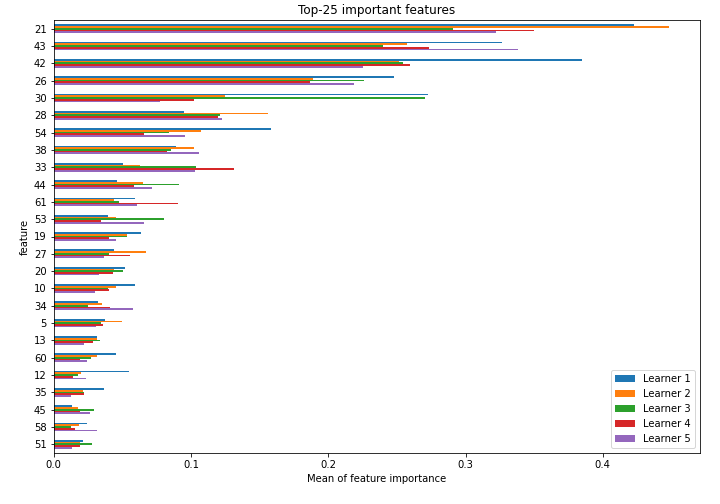 Top-25 important features
21
43
42
26
30
28
54
38
33
44
61
53
19
27
20
10
34
5
13
60
12
35
45
58
51
feature
Learner 1
Learner 2
Learner 3
Learner 4
Learner 5
0.0 0.1 0.2 0.3 0.4
Mean of feature importance